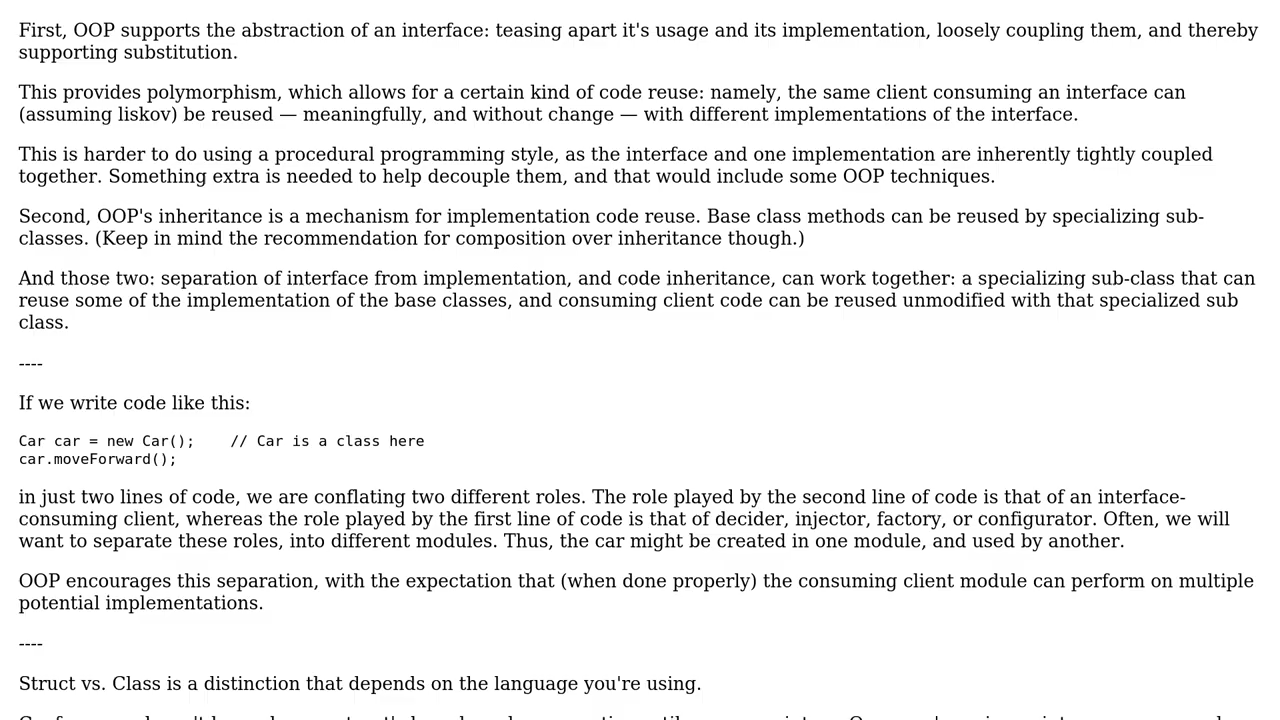 First, OOP supports the abstraction of an interface: teasing apart it's usage and its implementation, loosely coupling them, and thereby
supporting substitution.
This provides polymorphism, which allows for a certain kind of code reuse: namely, the same client consuming an interface can
(assuming liskov) be reused — meaningfully, and without change — with different implementations of the interface.
This is harder to do using a procedural programming style, as the interface and one implementation are inherently tightly coupled
together. Something extra is needed to help decouple them, and that would include some OOP techniques.
Second, OOP's inheritance is a mechanism for implementation code reuse. Base class methods can be reused by specializing sub-
classes. (Keep in mind the recommendation for composition over inheritance though.)
And those two: separation of interface from implementation, and code inheritance, can work together: a specializing sub-class that can
reuse some of the implementation of the base classes, and consuming client code can be reused unmodified with that specialized sub
class.
----
If we write code like this:
Car car = new Car();    // Car is a class here
car.moveForward();
in just two lines of code, we are conflating two different roles. The role played by the second line of code is that of an interface-
consuming client, whereas the role played by the first line of code is that of decider, injector, factory, or configurator. Often, we will
want to separate these roles, into different modules. Thus, the car might be created in one module, and used by another.
OOP encourages this separation, with the expectation that (when done properly) the consuming client module can perform on multiple
potential implementations.
----
Struct vs. Class is a distinction that depends on the language you're using.